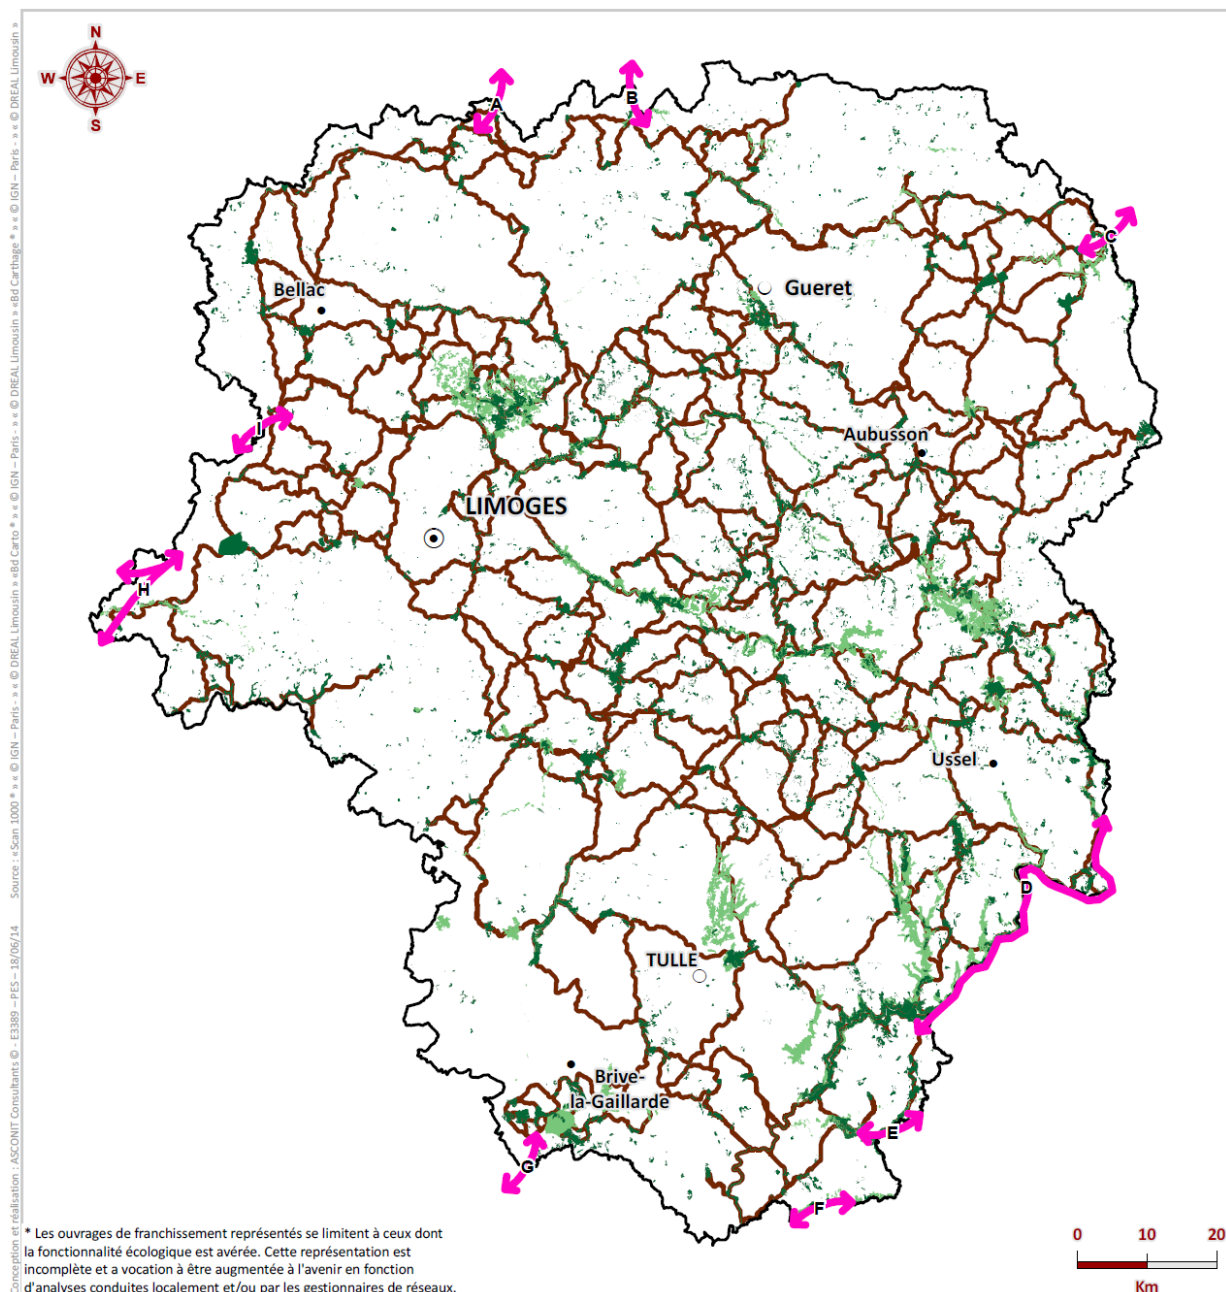 N
W E
S
A
B
C
Bellac
Gueret
I
Aubusson
LIMOGES
H
Ussel
D
TULLE
Brive-
la-Gaillarde
E
G
F
* Les ouvrages de franchissement représentés se limitent à ceux dont
la fonctionnalité écologique est avérée. Cette représentation est
incomplète et a vocation à être augmentée à l'avenir en fonction
d'analyses conduites localement et/ou par les gestionnaires de réseaux.
0 10 20
Km
Conception et réalisation : ASCONIT Consultants © - E3389 – PES – 18/06/14 Source : « Scan 1000 ® » « © IGN – Paris - » « © DREAL Limousin » «Bd Carto ® » « © IGN – Paris - » « © DREAL Limousin » «Bd Carthage ® » « © IGN – Paris - » « © DREAL Limousin »